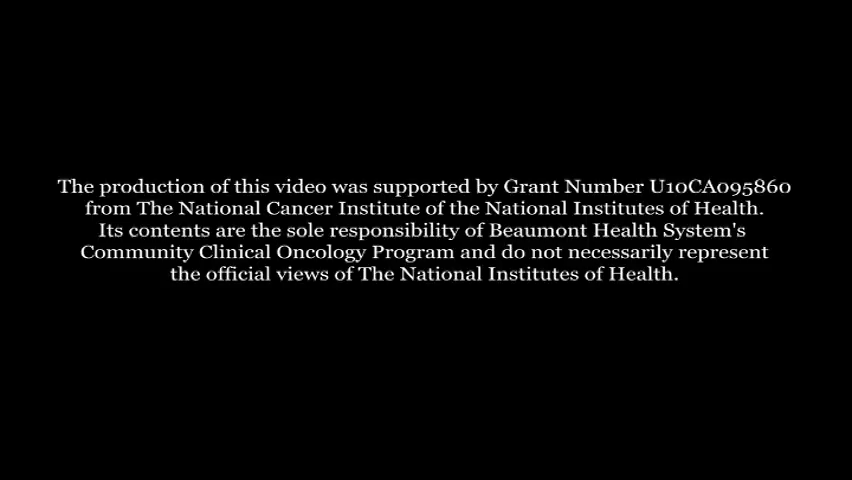 The production of this video was supported by Grant Number U10CA095860
from The National Cancer Institute of the National Institutes of Health.
Its contents are the sole responsibility of Beaumont Health System's
Community Clinical Oncology Program and do not necessarily represent
the official views of The National Institutes of Health.